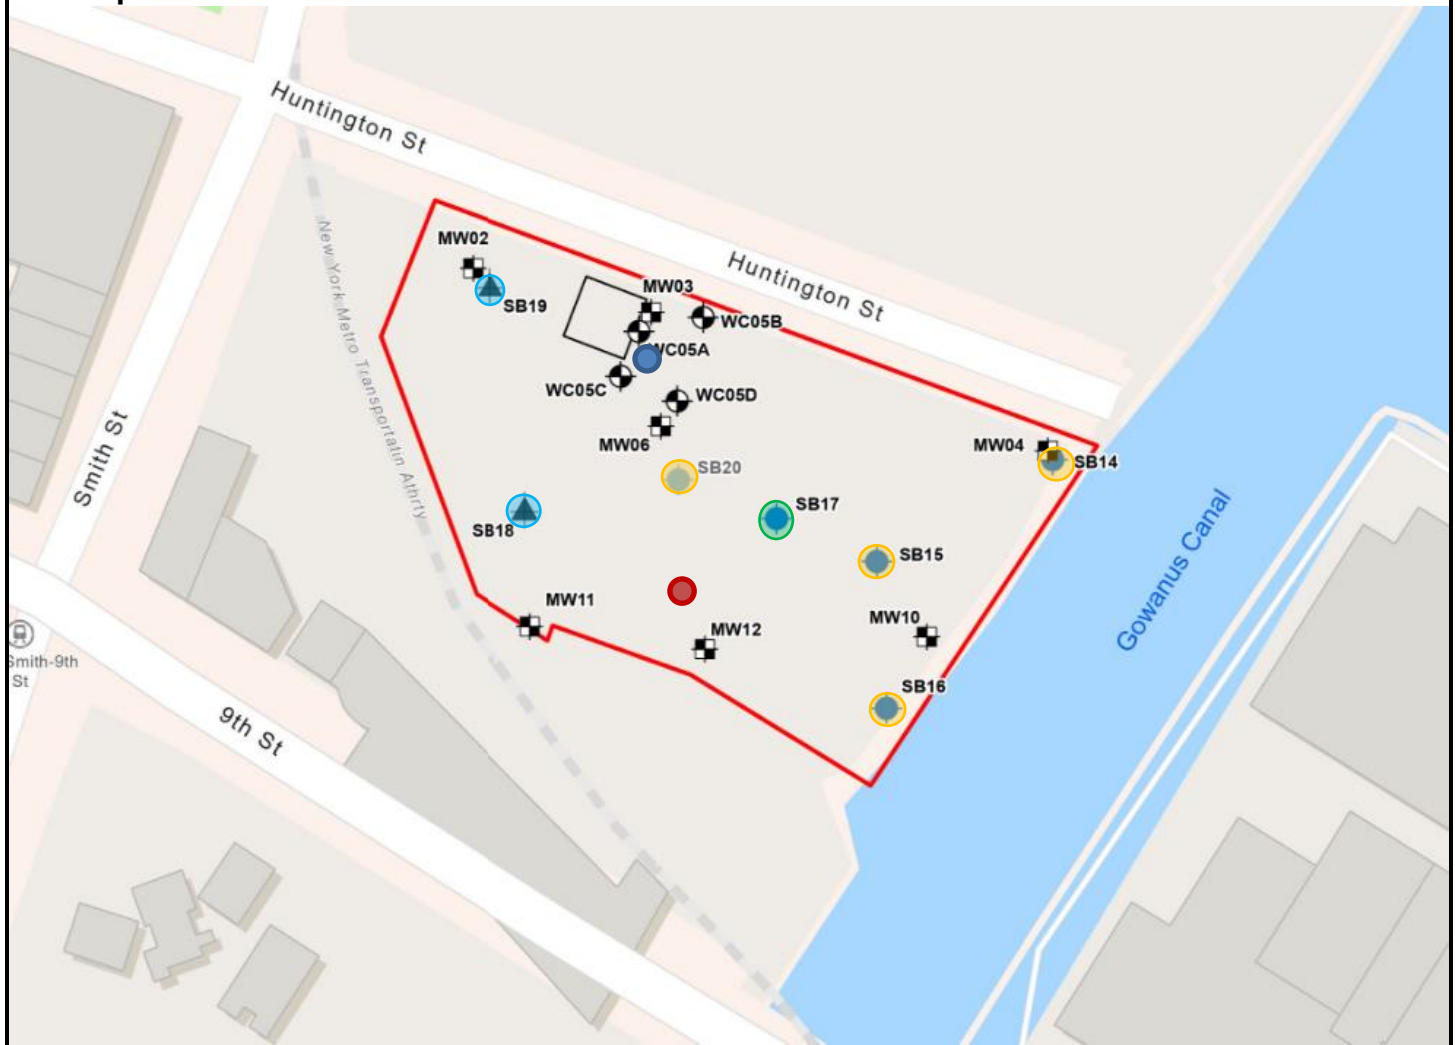 Huntington St
New York Metro Transportatin Athrty
MW02
SB19
MW03
Huntington St
WC05B
WC05A
WC05C
WC05D
MW06
MW04
SB14
SB20
Smith St
SB18
SB17
SB15
Gowanus Canal
MW11
MW12
MW10
Smith-9th
St
SB16
9th St